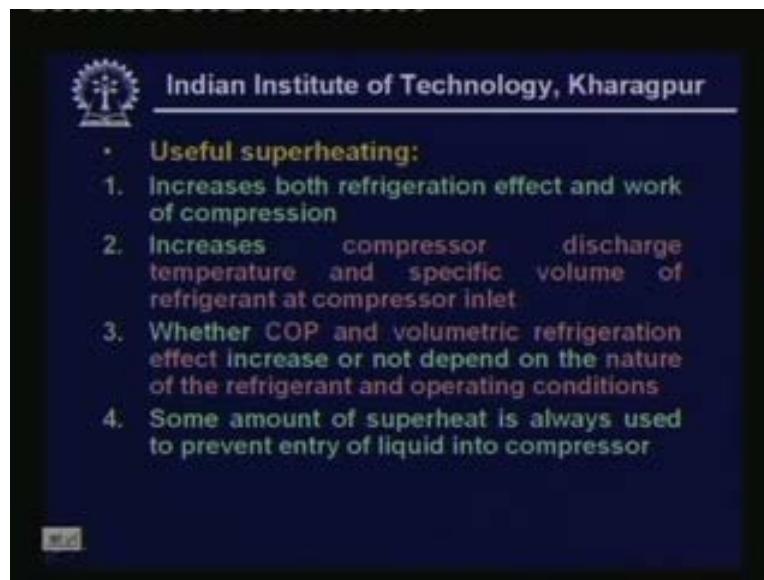 Indian Institute of Technology, Kharagpur
• Useful superheating:
1. Increases both refrigeration effect and work
of compression
2. Increases compressor discharge
temperature and specific volume of
refrigerant at compressor inlet
3. Whether COP and volumetric refrigeration
effect increase or not depend on the nature
of the refrigerant and operating conditions
4. Some amount of superheat is always used
to prevent entry of liquid into compressor